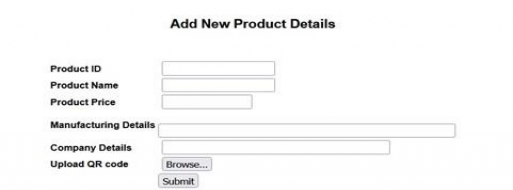 Add New Product Details
Product ID
Product Name
Product Price
Manufacturing Details
Company Details
Upload QR code Browse...
Submit